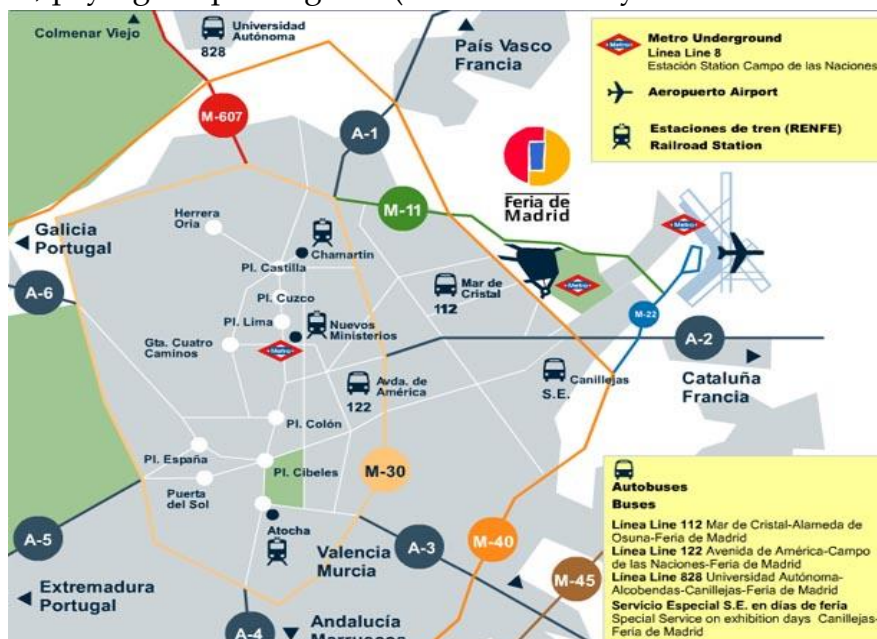 Colmenar Viejo
Universidad
Autónoma
828
País Vasco
Francia
Metro Underground
Línea Line 8
Estación Station Campo de las Naciones
Aeropuerto Airport
Estaciones de tren (RENFE)
Railroad Station
M-607
A-1
Feria de
Madrid
M-11
Metro
Herrera
Oria
Galicia
Portugal
Chamartín
Pl. Castilla
Mar de
Cristal
112
Metro
A-6
Pl. Cuzco
Pl. Lima
Nuevos
Ministerios
M-22
Gta. Cuatro
Caminos
Metro
A-2
Avda. de
América
122
Canillejas
S.E.
Cataluña
Francia
Pl. Colón
Pl. España
Pl. Cibeles
M-30
Puerta
del Sol
Atocha
Valencia
Murcia
A-3
M-40
A-5
Extremadura
Portugal
M-45
A-4
Andalucía
Autobuses
Buses
Línea Line 112 Mar de Cristal-Alameda de
Osuna-Feria de Madrid
Línea Line 122 Avenida de América-Campo
de las Naciones-Feria de Madrid
Línea Line 828 Universidad Autónoma-
Alcobendas-Canillejas-Feria de Madrid
Servicio Especial S.E. en días de feria
Special Service on exhibition days Canillejas-
Feria de Madrid